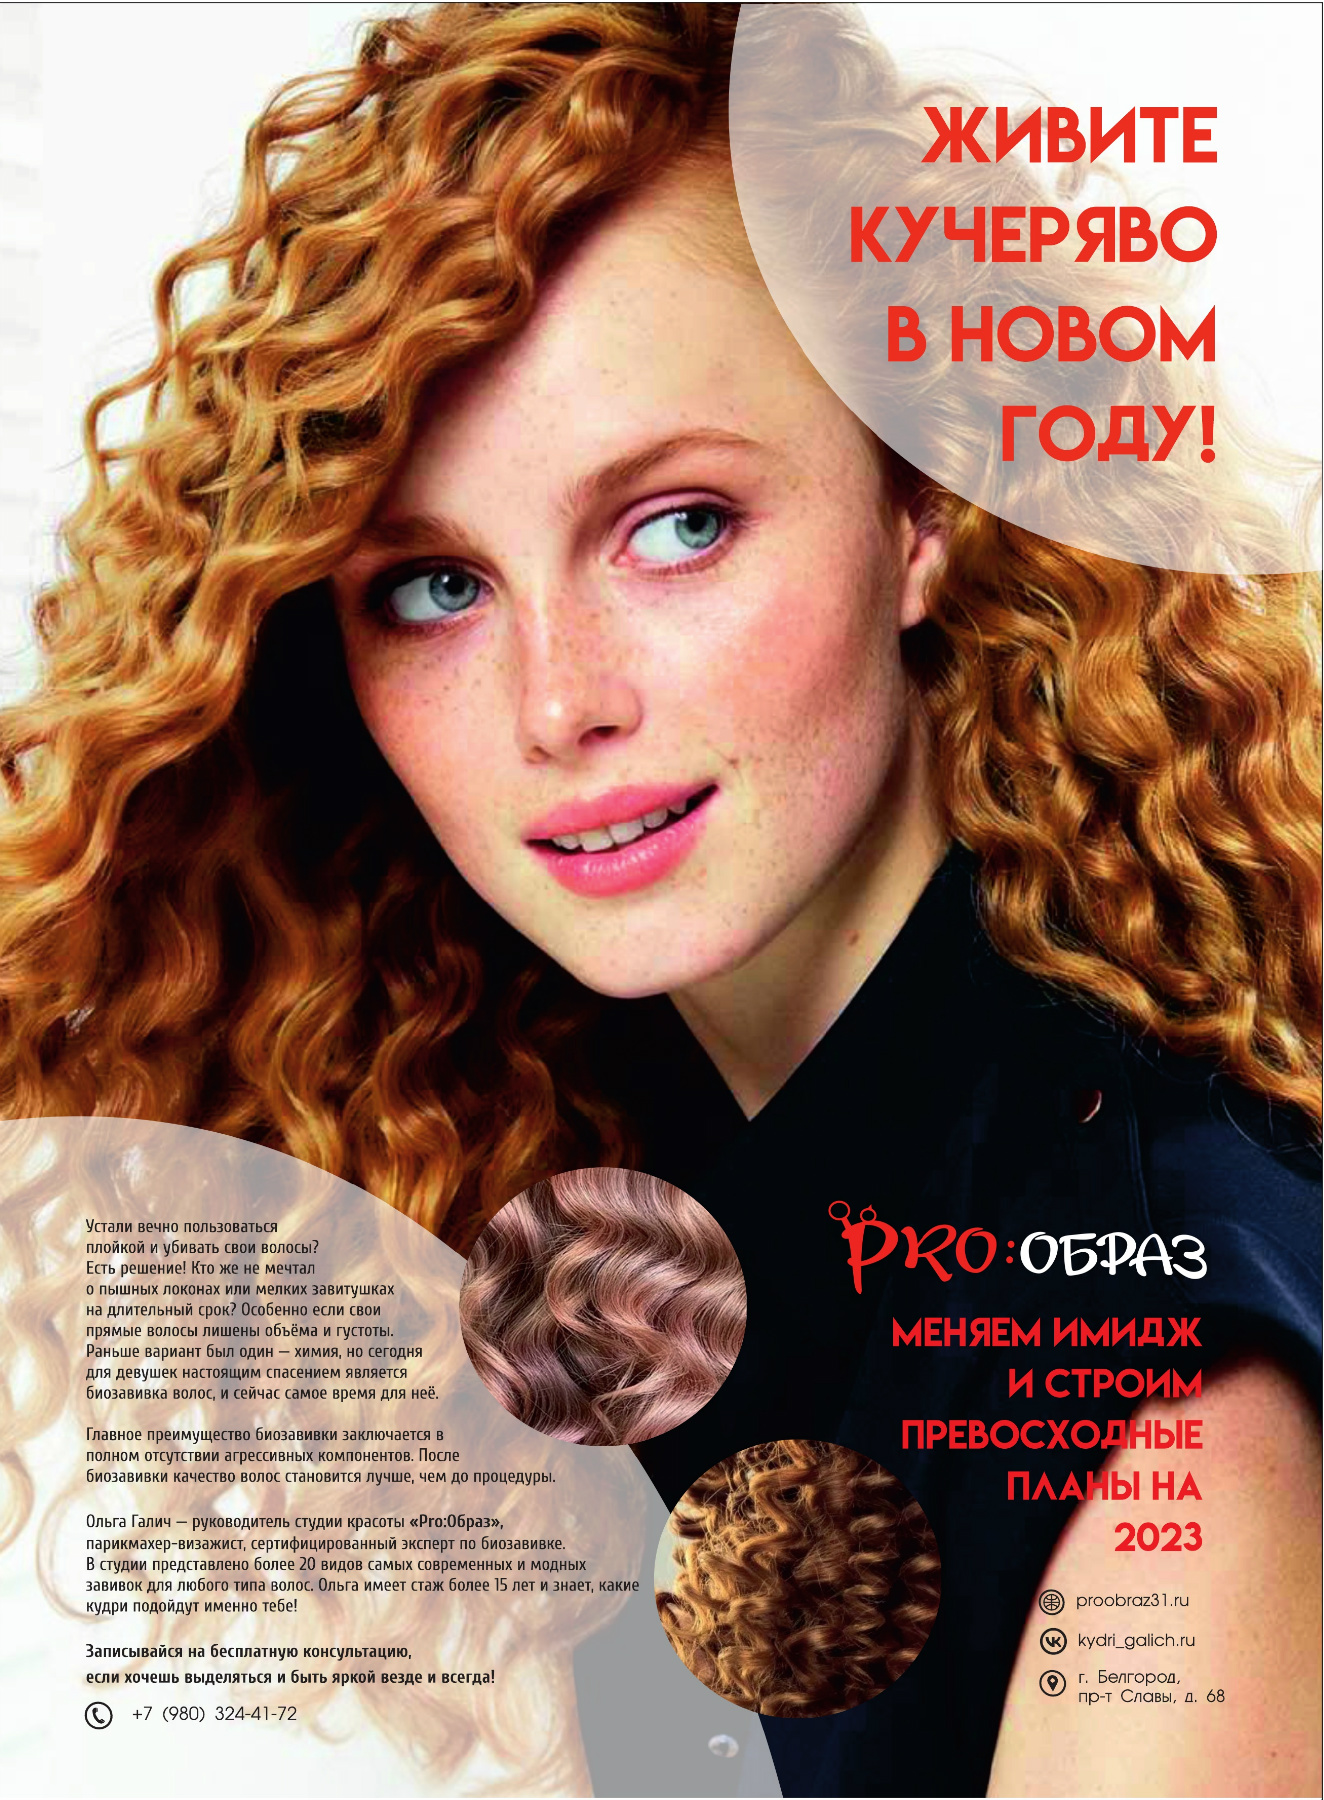 ЖИВИТЕ
КУЧЕРЯВО
В НОВОМ
ГОДУ!
Устали вечно пользоваться
плойкой и убивать свои волосы?
Есть решение! Кто же не мечтал
о пышных локонах или мелких завитушках
на длительный срок? Особенно если свои
прямые волосы лишены объёма и густоты.
Раньше вариант был один — химия, но сегодня
для девушек настоящим спасением является
биозавивка волос, и сейчас самое время для неё.
Главное преимущество биозавивки заключается в
полном отсутствии агрессивных компонентов. После
биозавивки качество волос становится лучше, чем до процедуры.
Ольга Галич — руководитель студии красоты «Pro:Образ»,
парикмахер-визажист, сертифицированный эксперт по биозавивке.
В студии представлено более 20 видов самых современных и модных
завивок для любого типа волос. Ольга имеет стаж более 15 лет и знает, какие
кудри подойдут именно тебе!
Записывайся на бесплатную консультацию,
если хочешь выделяться и быть яркой везде и всегда!
+7 (980) 324-41-72
PRO:ОБРАЗ
МЕНЯЕМ ИМИДЖ
И СТРОИМ
ПРЕВОСХОДНЫЕ
ПЛАНЫ НА
2023
proobraz31.ru
kydri_galich.ru
г. Белгород,
пр-т Славы, д. 68